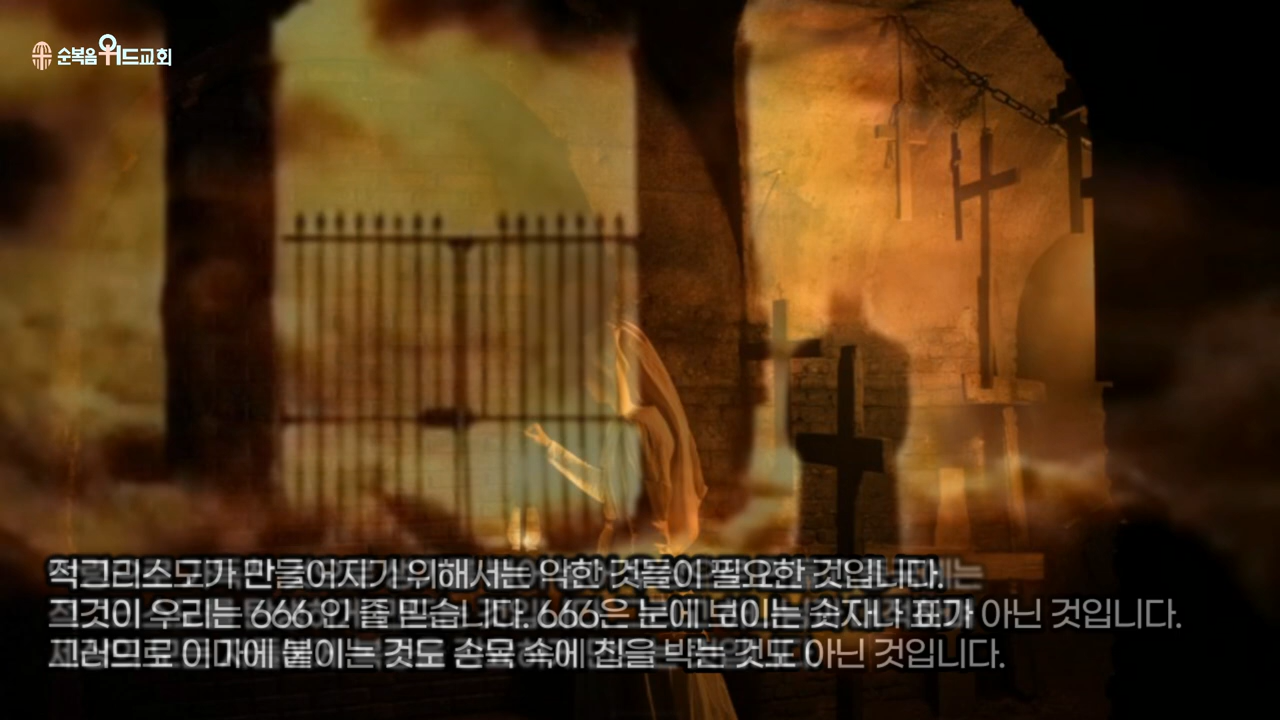 순복음위드교회
적그리스도가 만들어지기 위해서는 악한 것들이 필요한 것입니다.
그것이 우리는 666 인 줄 믿습니다. 666은 눈에 보이는 숫자나 표가 아닌 것입니다.
그러므로 이마에 붙이는 것도 손목 속에 칩을 박는 것도 아닌 것입니다.